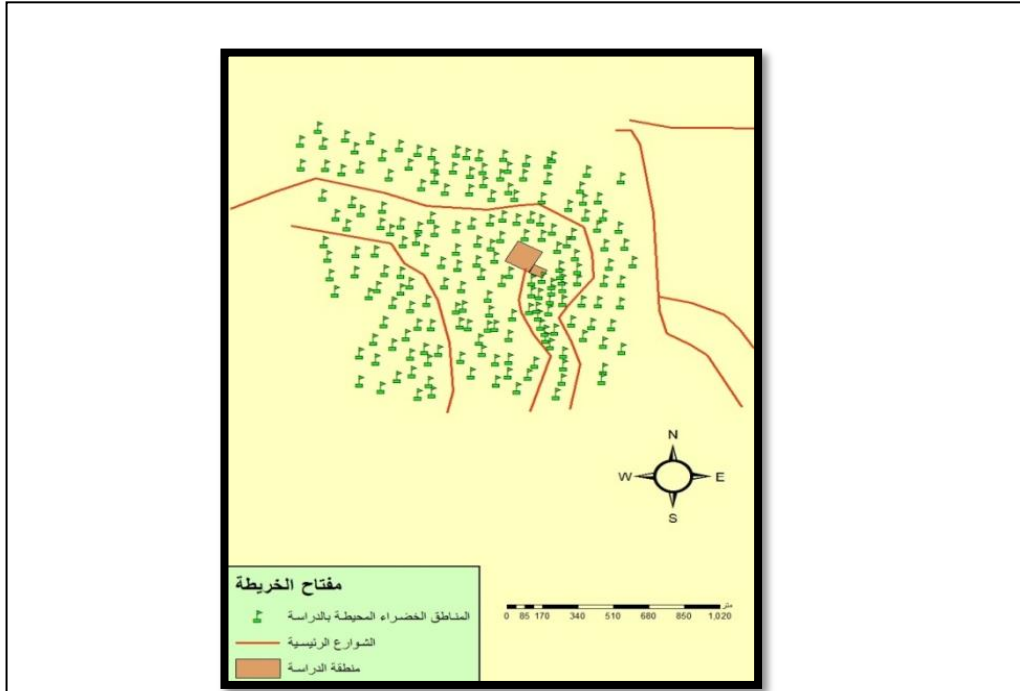 N
W E
S
مفتاح الخريطة
المناطق الخضراء المحيطة بالدراسة
الشوارع الرئيسية
منطقة الدراسة
متر
0 85 170 340 510 680 850 1,020